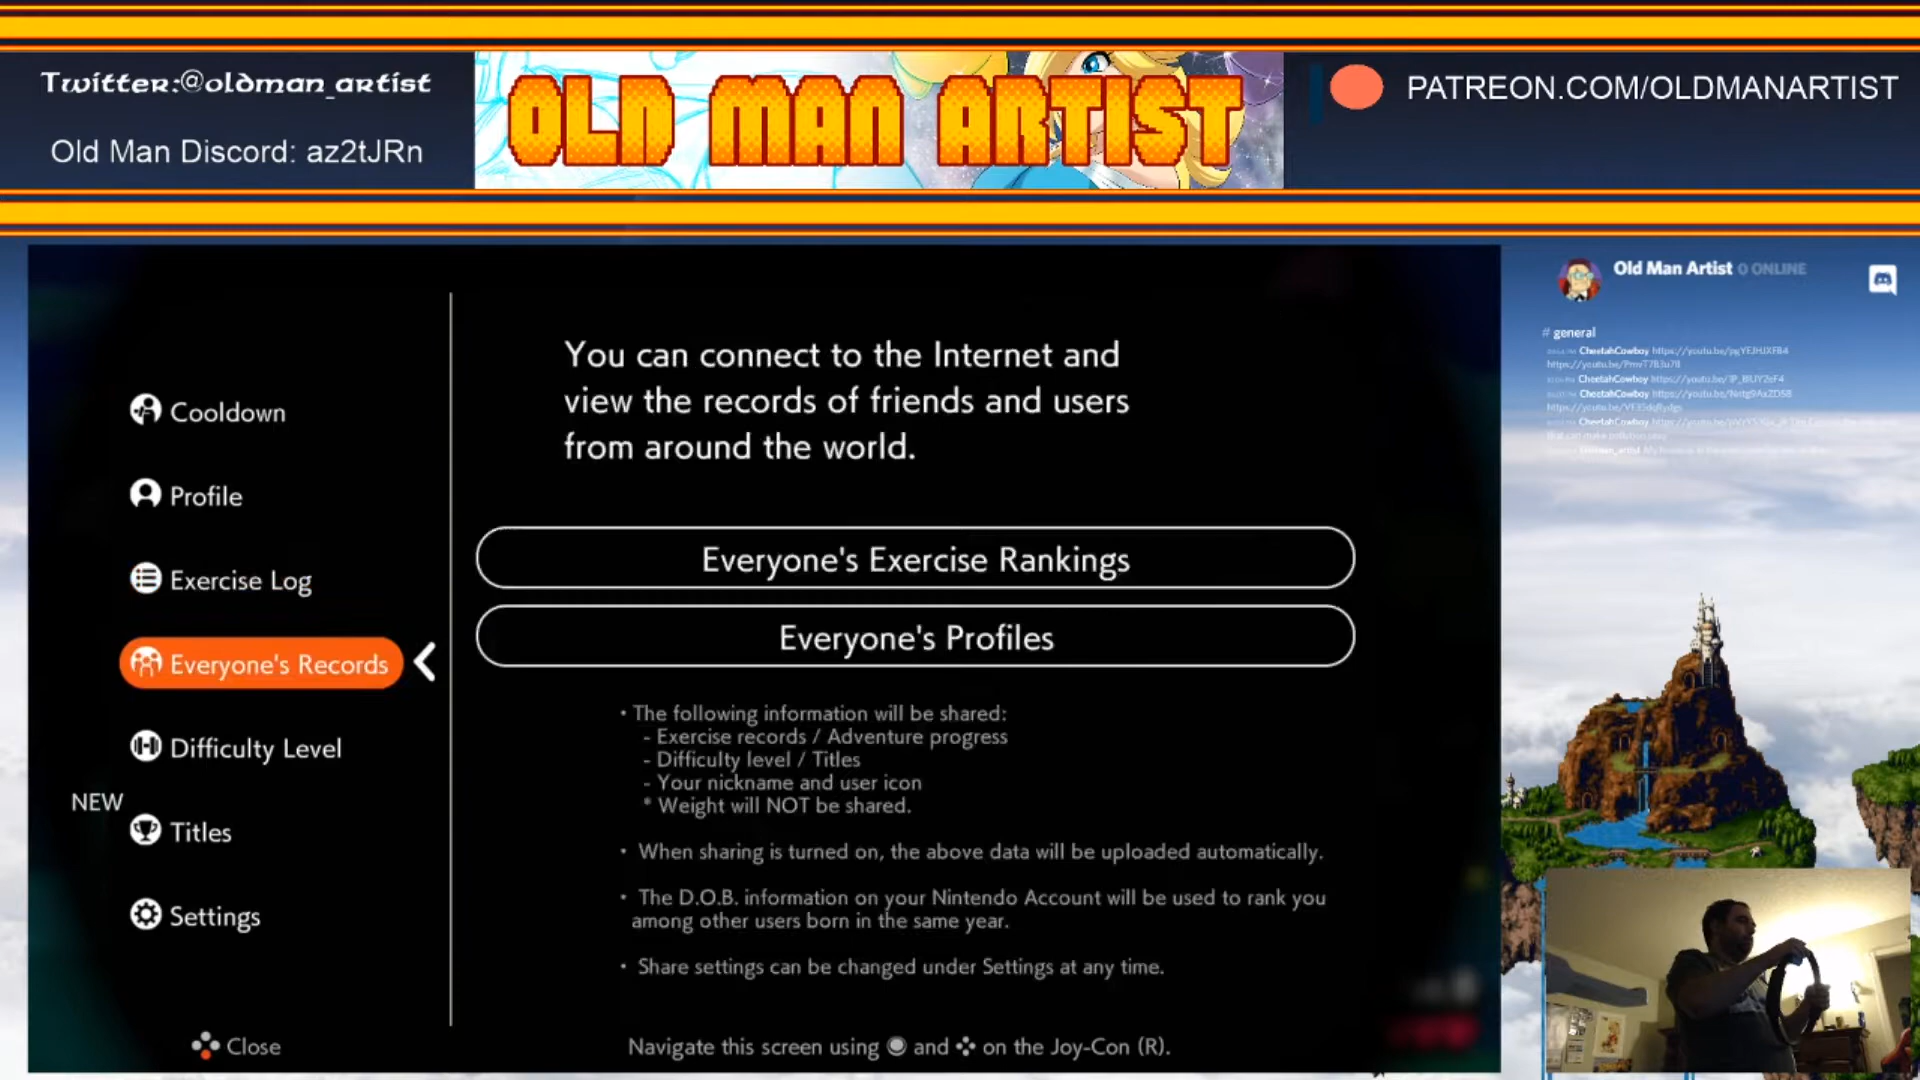 Twitter:@oldman_artist
Old Man Discord: az2tJRn
OLD MAN ARTIST
PATREON.COM/OLDMANARTIST
Old Man Artist 0 ONLINE
# general
CheetahCowboy
CheetahCowboy
CheetahCowboy
CheetahCowboy
You can connect to the Internet and
view the records of friends and users
from around the world.
Everyone's Exercise Rankings
Everyone's Profiles
• The following information will be shared:
- Exercise records / Adventure progress
- Difficulty level / Titles
- Your nickname and user icon
* Weight will NOT be shared.
• When sharing is turned on, the above data will be uploaded automatically.
• The D.O.B. information on your Nintendo Account will be used to rank you
among other users born in the same year.
• Share settings can be changed under Settings at any time.
Cooldown
Profile
Exercise Log
Everyone's Records
Difficulty Level
NEW
Titles
Settings
Close
Navigate this screen using and on the Joy-Con (R).